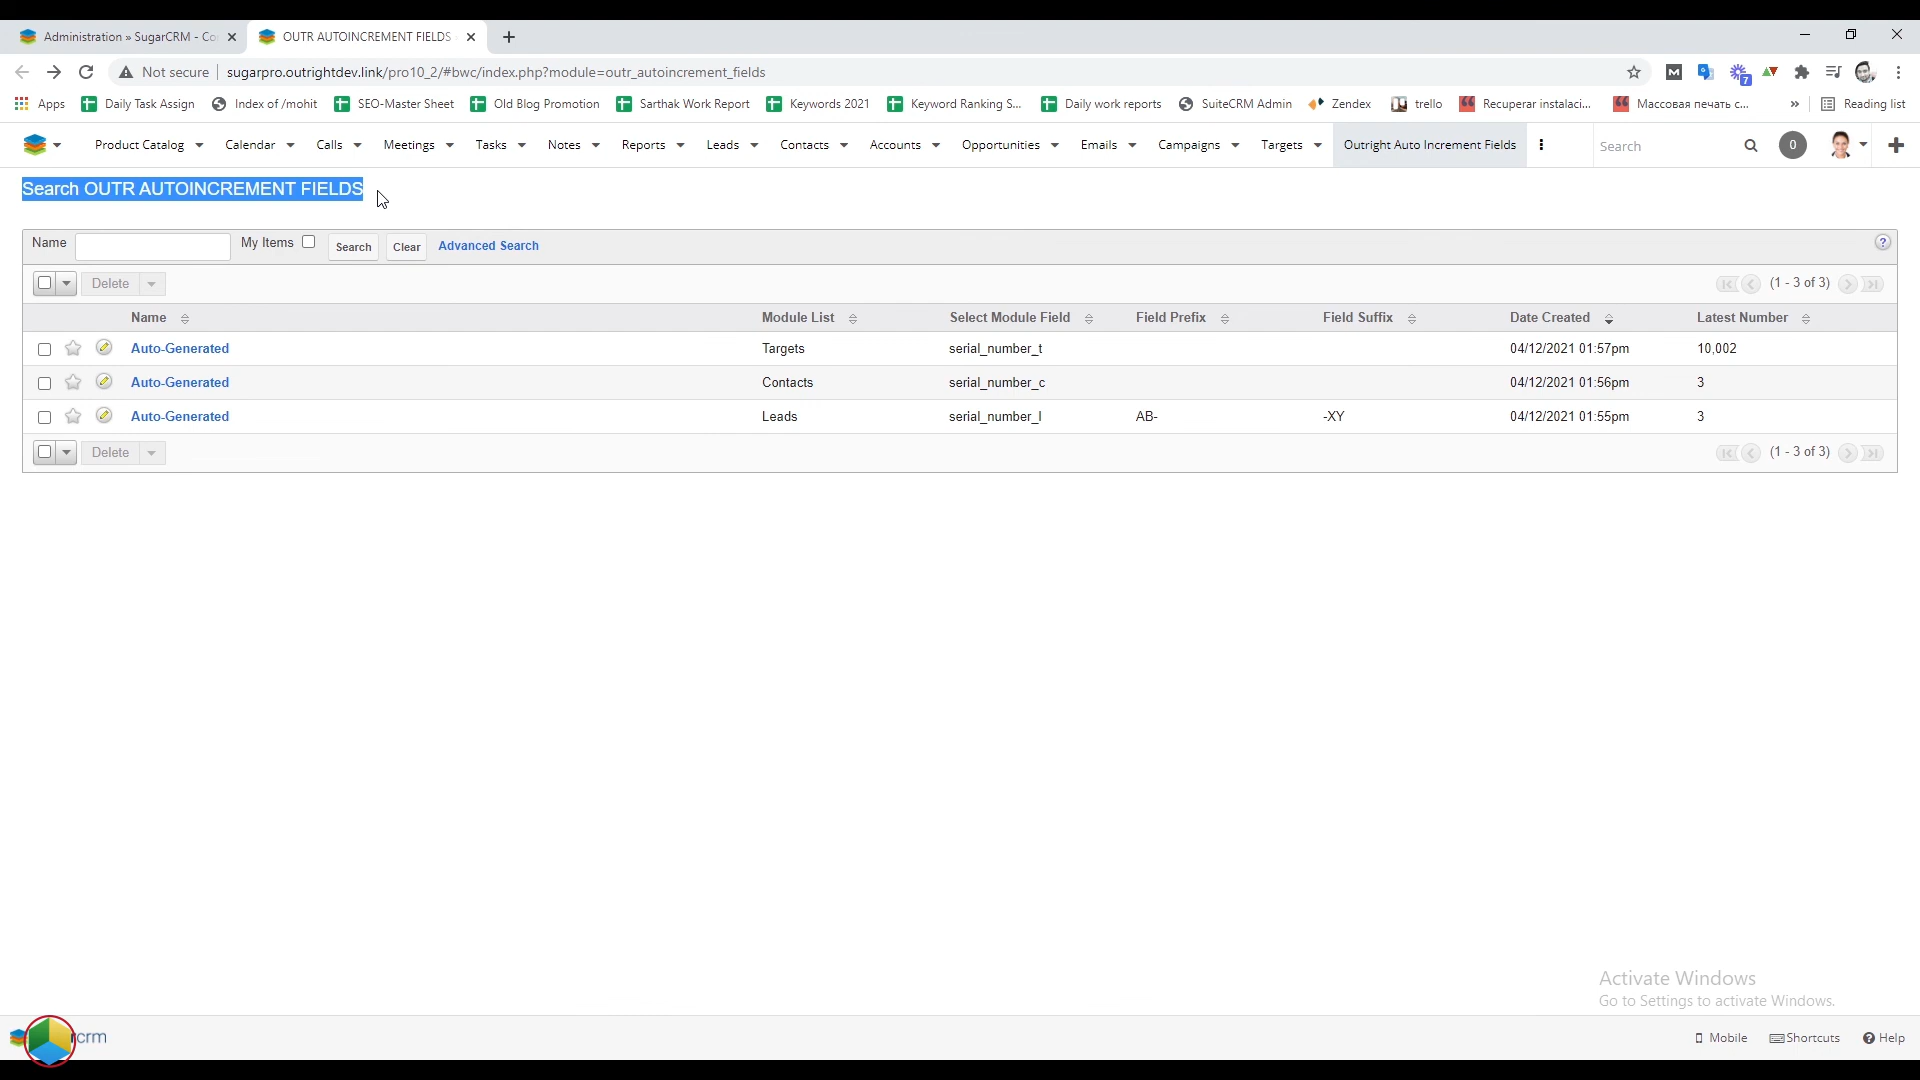 Administration » SugarCRM - Co
OUTR AUTOINCREMENT FIELDS
Not secure
sugarpro.outrightdev.link/pro10_2/#bwc/index.php?module=outr_autoincrement_fields
M
7
Apps
Daily Task Assign
Index of /mohit
SEO-Master Sheet
Old Blog Promotion
Sarthak Work Report
Keywords 2021
Keyword Ranking S...
Daily work reports
SuiteCRM Admin
Zendex
trello
Recuperar instalaci...
Массовая печать с...
»
Reading list
Product Catalog
Calendar
Calls
Meetings
Tasks
Notes
Reports
Leads
Contacts
Accounts
Opportunities
Emails
Campaigns
Targets
Outright Auto Increment Fields
Search
0
Search OUTR AUTOINCREMENT FIELDS
Name
My Items
Search
Clear
Advanced Search
?
Delete
(1 - 3 of 3)
Name
Module List
Select Module Field
Field Prefix
Field Suffix
Date Created
Latest Number
Auto-Generated Targets serial_number_t 04/12/2021 01:57pm 10,002
Auto-Generated Contacts serial_number_c 04/12/2021 01:56pm 3
Auto-Generated Leads serial_number_l AB- -XY 04/12/2021 01:55pm 3
Delete
(1 - 3 of 3)
Activate Windows
Go to Settings to activate Windows.
rcrm
Mobile
Shortcuts
Help